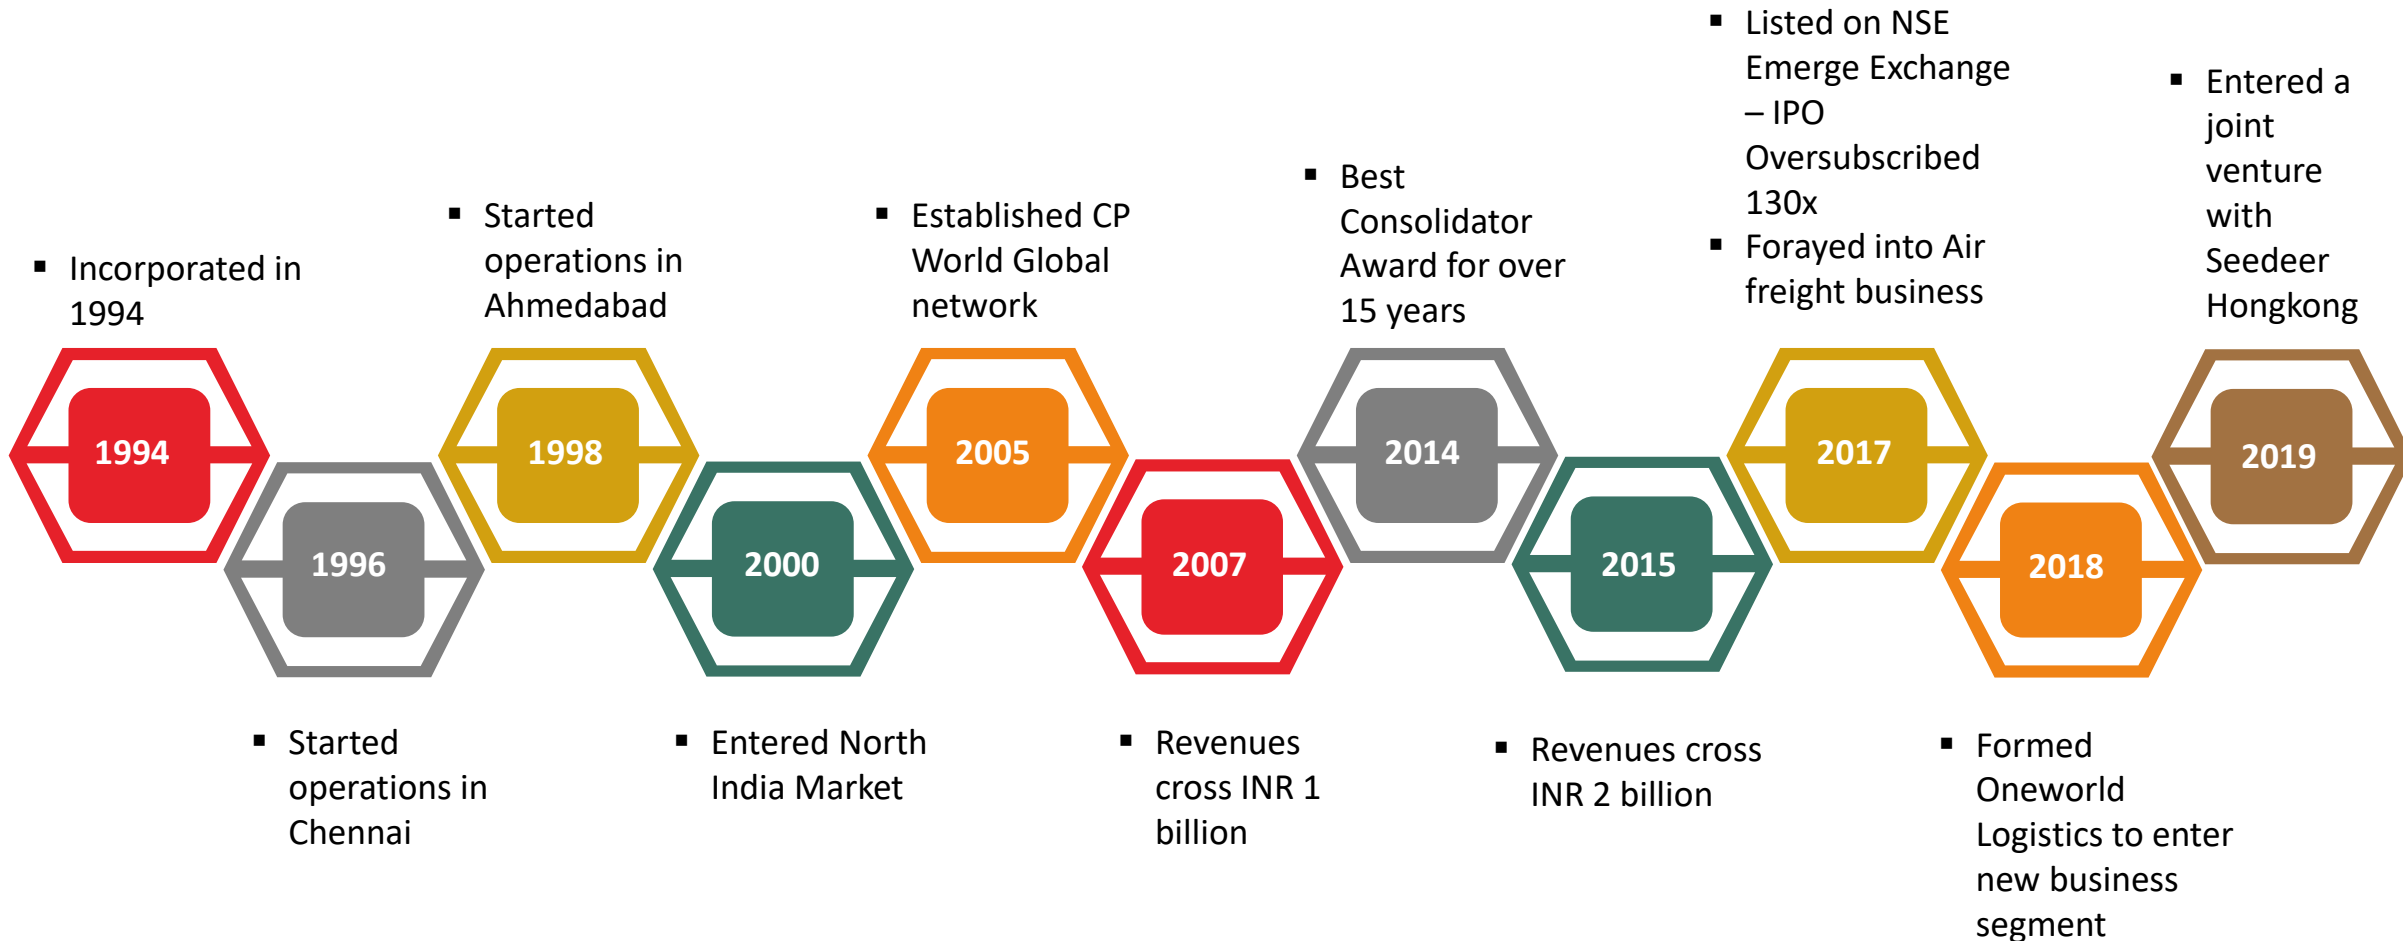 ▪ Incorporated in
1994
1994
1996
▪ Started
operations in
Chennai
▪ Started
operations in
Ahmedabad
1998
2000
▪ Entered North
India Market
▪ Established CP
World Global
network
2005
2007
▪ Revenues
cross INR 1
billion
▪ Best
Consolidator
Award for over
15 years
2014
2015
▪ Revenues cross
INR 2 billion
▪ Listed on NSE
Emerge Exchange
– IPO
Oversubscribed
130x
▪ Forayed into Air
freight business
2017
2018
▪ Formed
Oneworld
Logistics to enter
new business
segment
▪ Entered a
joint
venture
with
Seedeer
Hongkong
2019